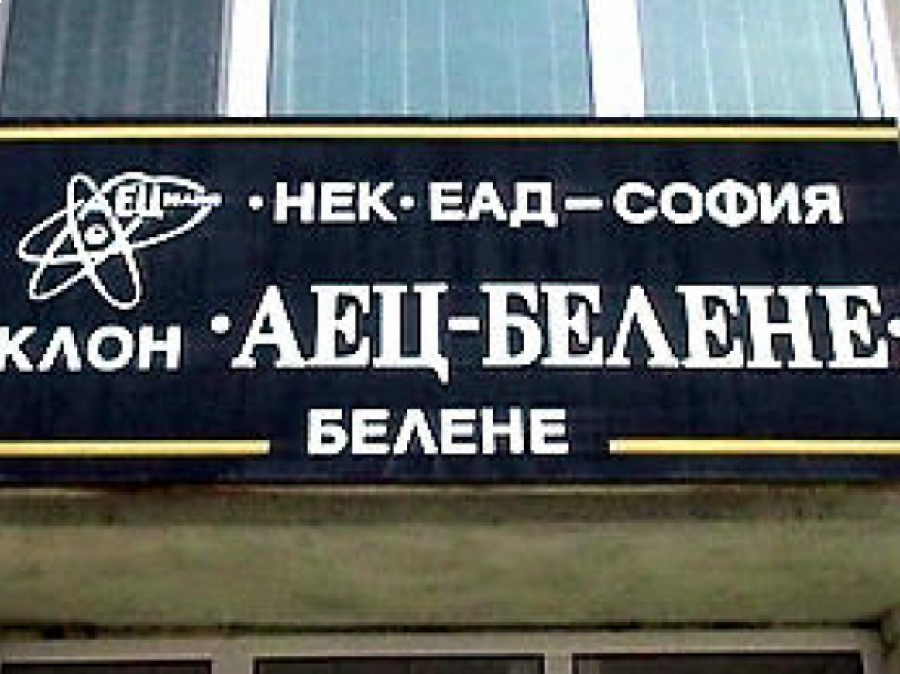 ·НЕК· ЕАД – СОФИЯ
КЛОН ·АЕЦ-БЕЛЕНЕ·
БЕЛЕНЕ